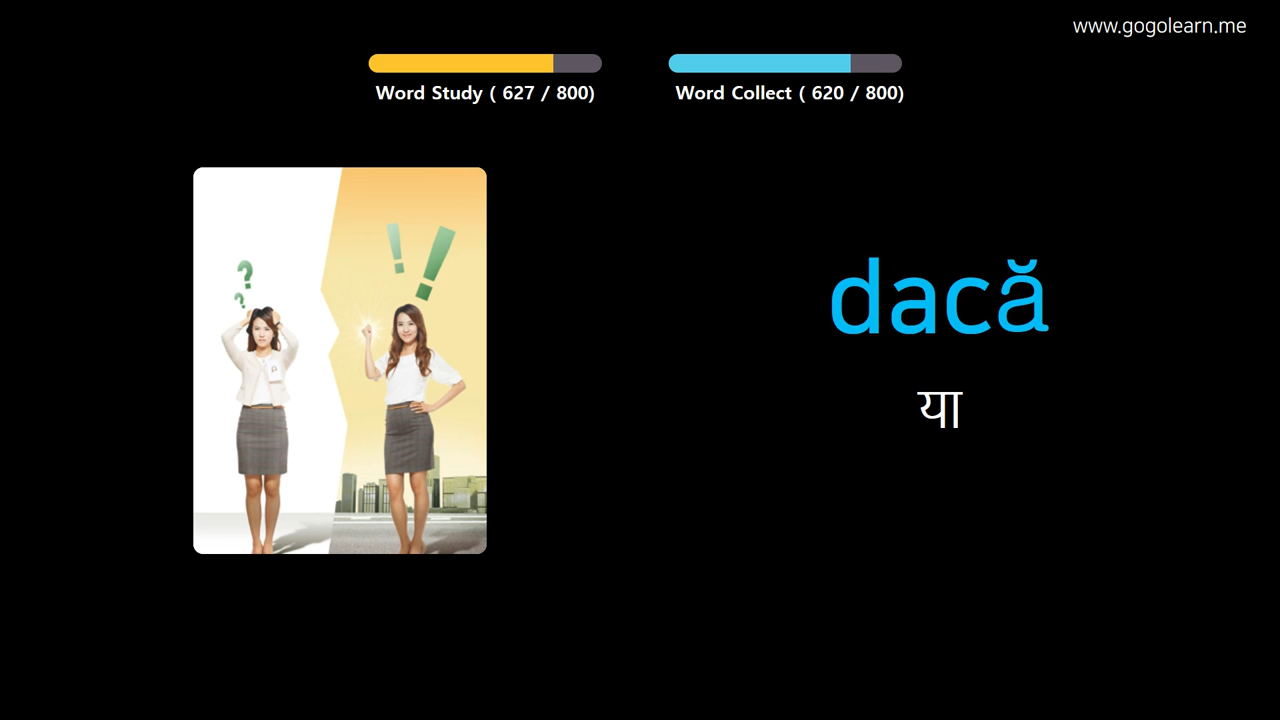 www.gogolearn.me
Word Study ( 627 / 800)
Word Collect ( 620 / 800)
? ?
! !
dacă
या